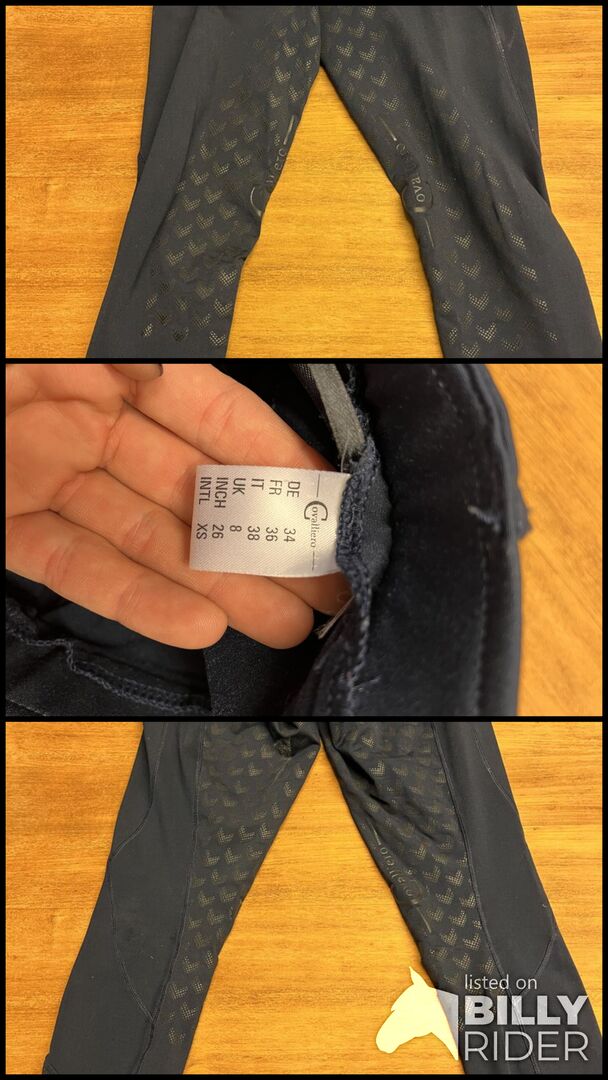 Covalliero
DE 34
FR 36
IT 38
UK 8
INCH 26
INTL XS
listed on
BILLY
RIDER